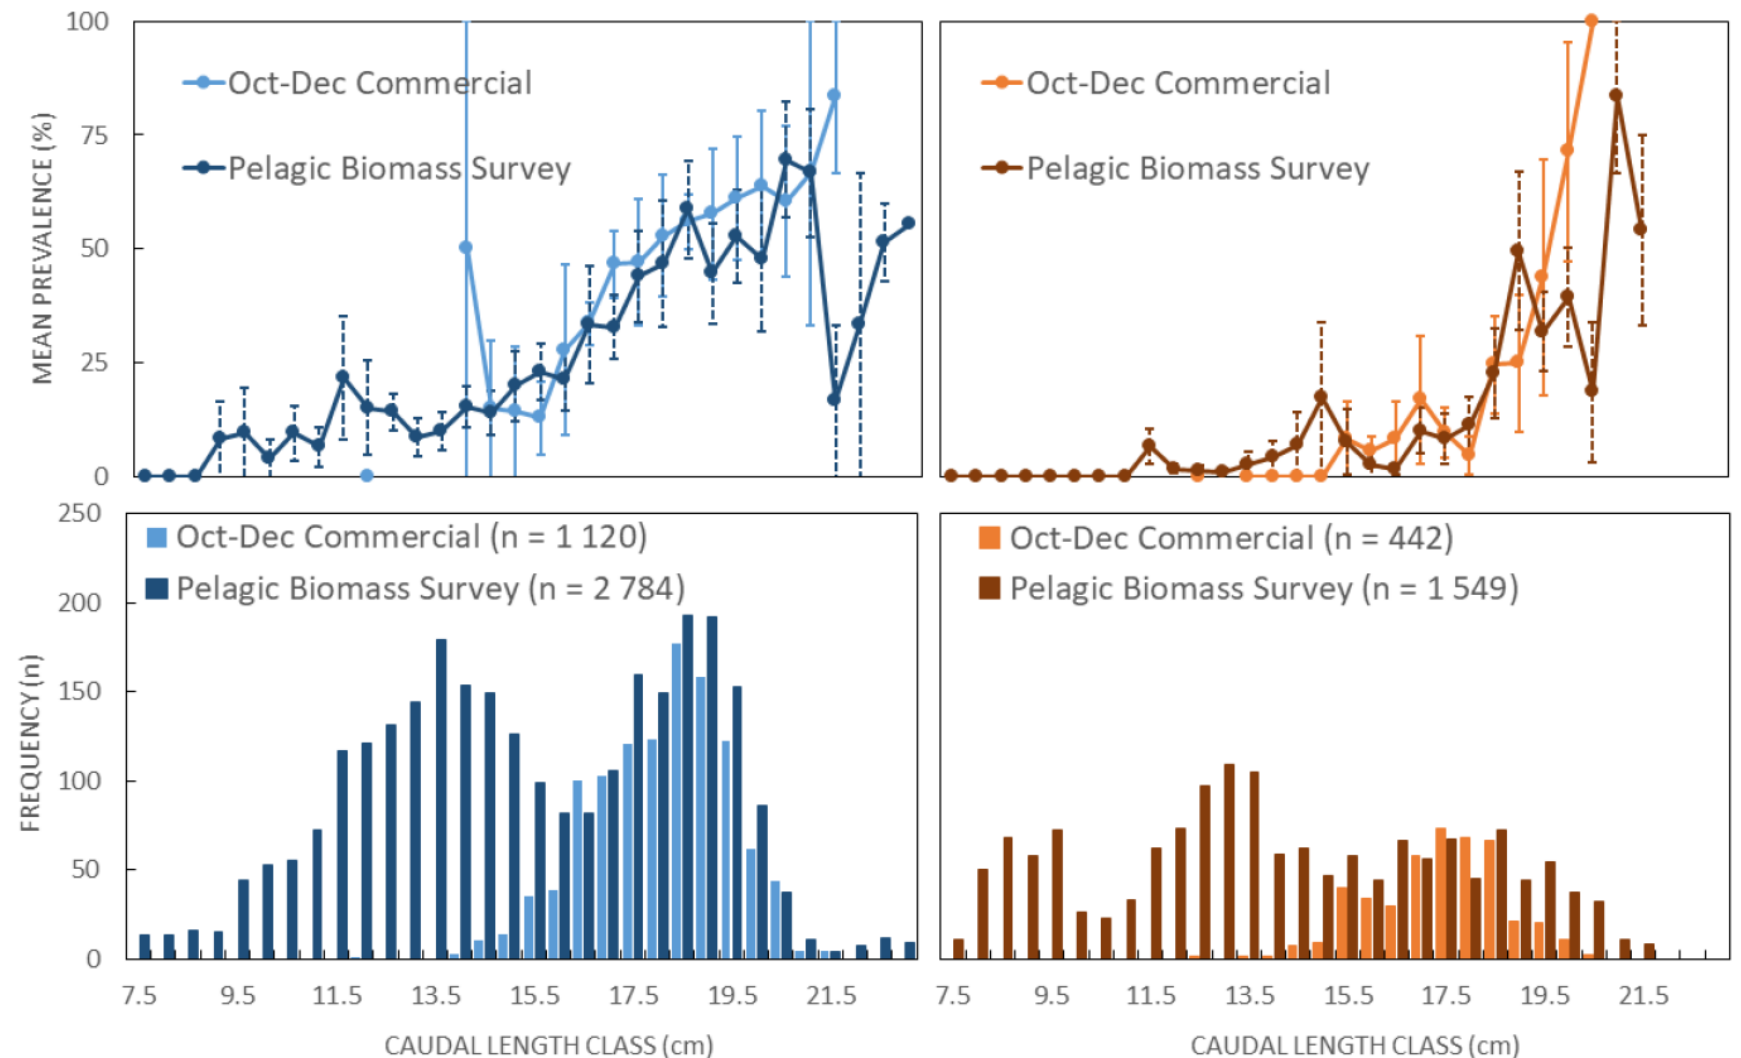 100
75
50
25
0
MEAN PREVALENCE (%)
Oct-Dec Commercial
Pelagic Biomass Survey
Oct-Dec Commercial
Pelagic Biomass Survey
250
200
150
100
50
0
FREQUENCY (n)
Oct-Dec Commercial (n = 1 120)
Pelagic Biomass Survey (n = 2 784)
Oct-Dec Commercial (n = 442)
Pelagic Biomass Survey (n = 1 549)
7.5 9.5 11.5 13.5 15.5 17.5 19.5 21.5
7.5 9.5 11.5 13.5 15.5 17.5 19.5 21.5
CAUDAL LENGTH CLASS (cm)
CAUDAL LENGTH CLASS (cm)